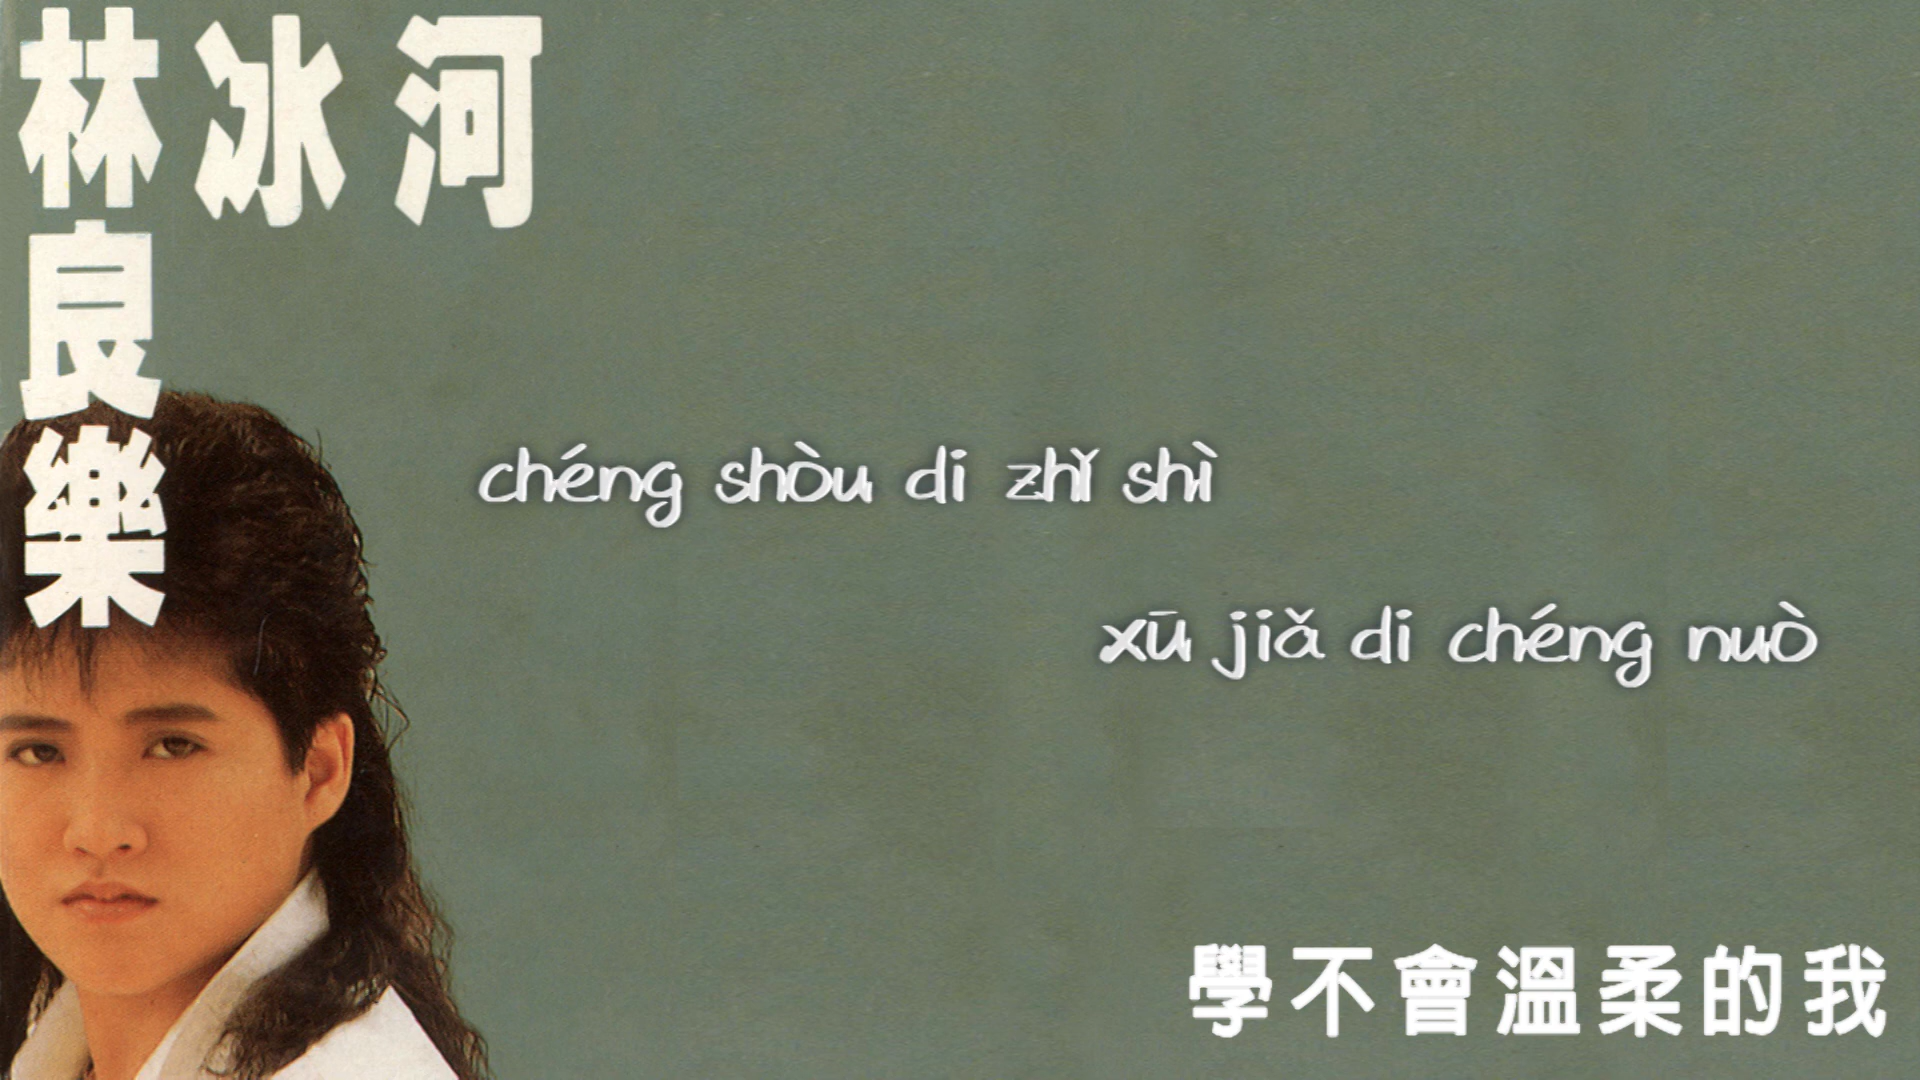 林良樂
冰河
chéng shòu di zhǐ shì
xū jiǎ di chéng nuò
學不會溫柔的我